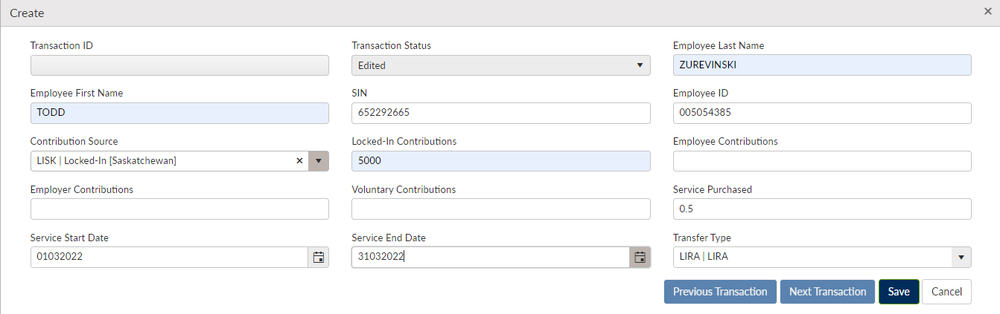 Create
Transaction ID Transaction Status Employee Last Name
Edited ZUREVINSKI
Employee First Name SIN Employee ID
TODD 652292665 005054385
Contribution Source Locked-In Contributions Employee Contributions
LISK | Locked-In [Saskatchewan] 5000
Employer Contributions Voluntary Contributions Service Purchased
0.5
Service Start Date Service End Date Transfer Type
01032022 31032022 LIRA | LIRA
Previous Transaction Next Transaction Save Cancel